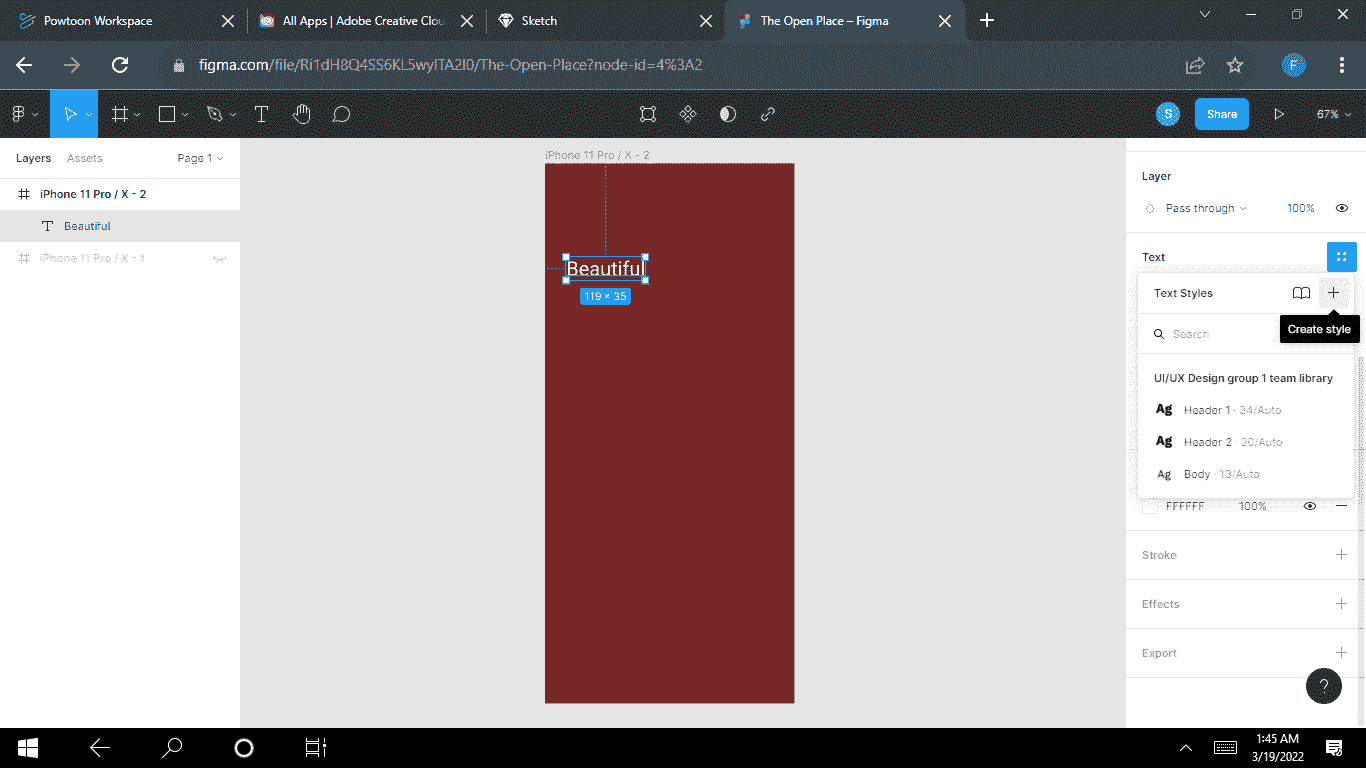 Powtoon Workspace
All Apps | Adobe Creative Clou
Sketch
The Open Place – Figma
figma.com/file/Ri1dH8Q4SS6KL5wyITA2I0/The-Open-Place?node-id=4%3A2
F
S
Share
67%
Layers
Assets
Page 1
iPhone 11 Pro / X - 2
Beautiful
iPhone 11 Pro / X - 1
iPhone 11 Pro / X - 2
Beautiful
119 × 35
Layer
Pass through
100%
Text
Text Styles
Create style
Search
UI/UX Design group 1 team library
Ag Header 1 · 34/Auto
Ag Header 2 · 20/Auto
Ag Body · 13/Auto
FFFFFF 100%
Stroke
Effects
Export
?
1:45 AM
3/19/2022